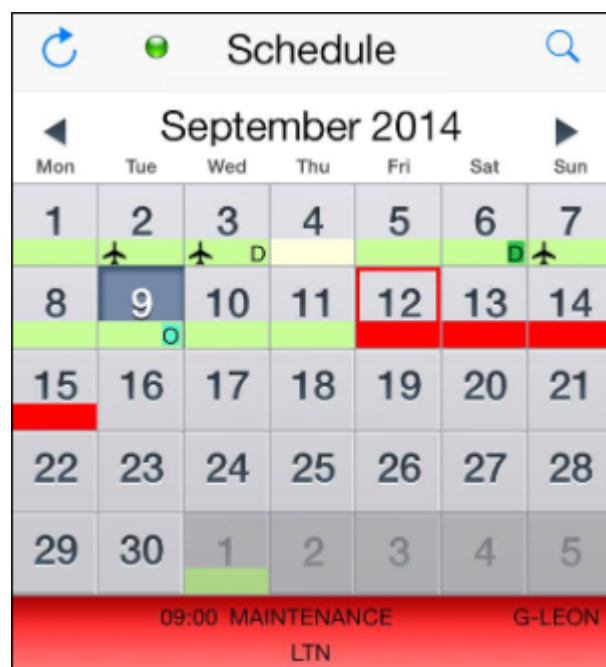 Schedule
September 2014
Mon Tue Wed Thu Fri Sat Sun
1 2 3 4 5 6 7
D D
8 9 10 11 12 13 14
O
15 16 17 18 19 20 21
22 23 24 25 26 27 28
29 30 1 2 3 4 5
09:00 MAINTENANCE G-LEON
LTN